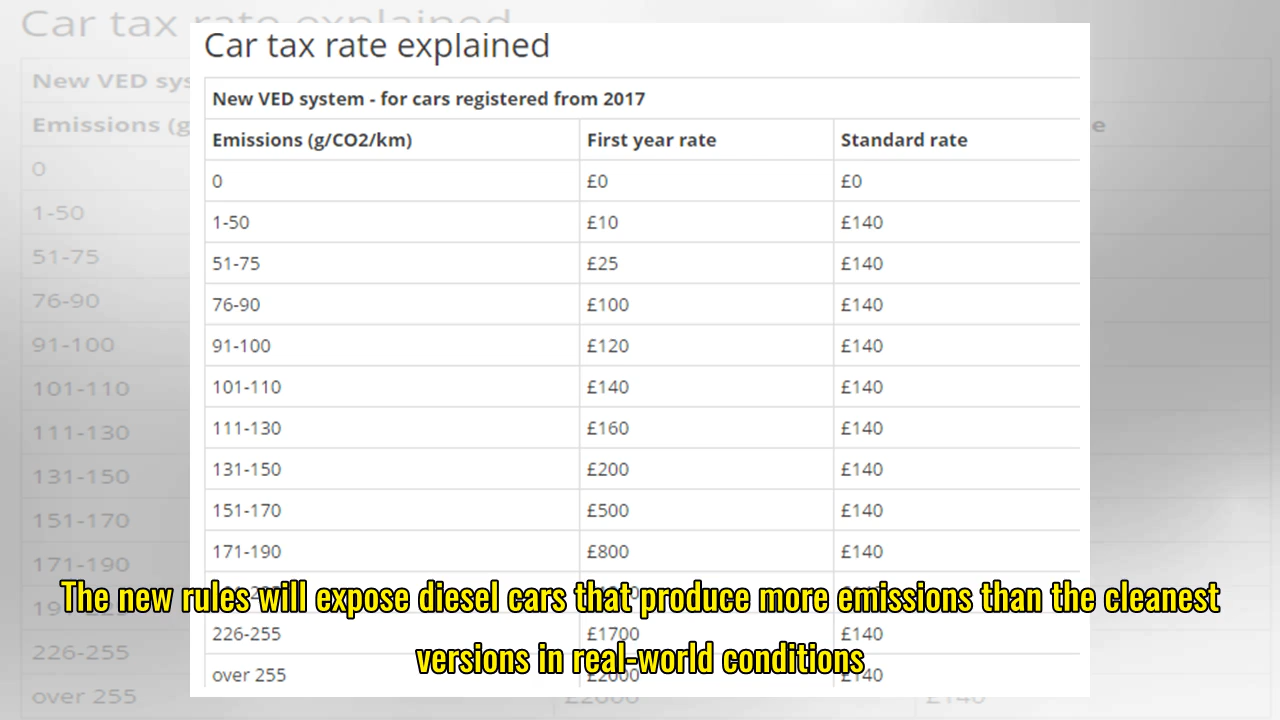 Car tax rate explained
New VED system - for cars registered from 2017
Emissions (g/CO2/km) First year rate Standard rate
0 £0 £0
1-50 £10 £140
51-75 £25 £140
76-90 £100 £140
91-100 £120 £140
101-110 £140 £140
111-130 £160 £140
131-150 £200 £140
151-170 £500 £140
171-190 £800 £140
The new rules will expose diesel cars that produce more emissions than the cleanest
226-255 £1700 £140
versions in real-world conditions
over 255 £2000 £140